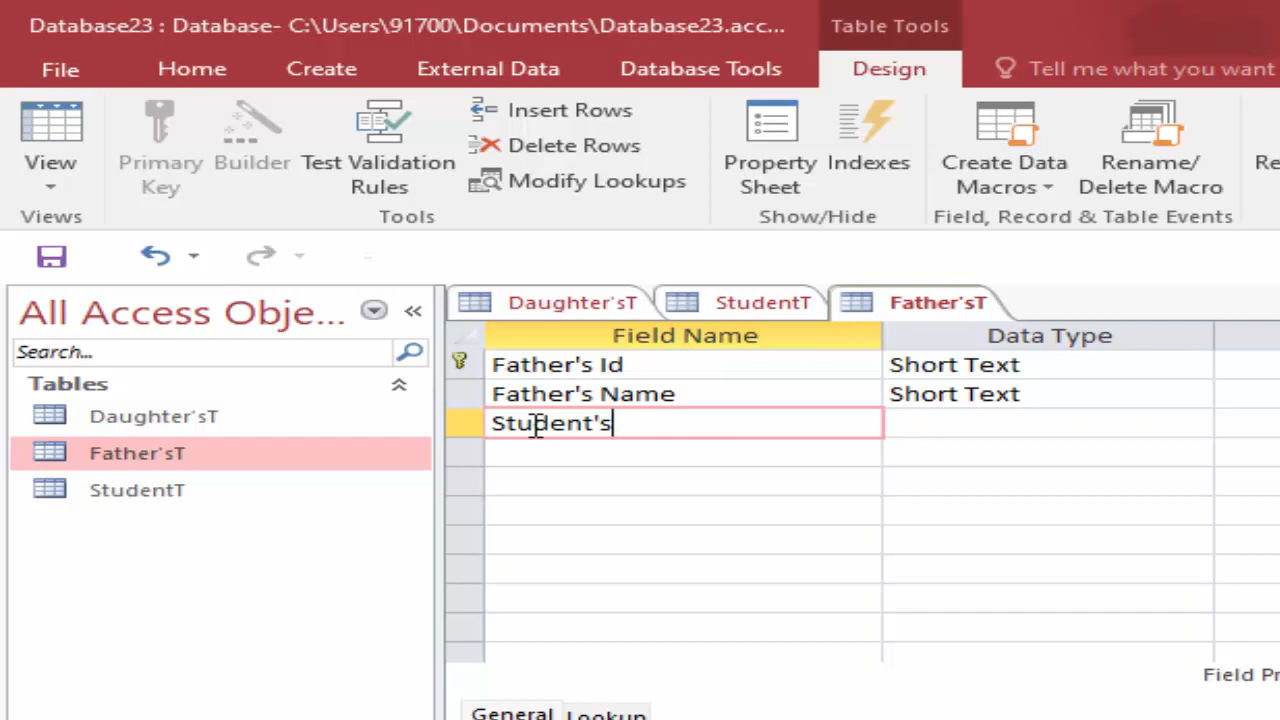 Database23 : Database- C:\Users\91700\Documents\Database23.acc...
Table Tools
File
Home
Create
External Data
Database Tools
Design
Tell me what you want
View
Primary
Key
Builder
Test Validation
Rules
Insert Rows
Delete Rows
Modify Lookups
Property
Sheet
Indexes
Create Data
Macros
Rename/
Delete Macro
Re
Views
Tools
Show/Hide
Field, Record & Table Events
All Access Obje...
Search...
Tables
Daughter'sT
Father'sT
StudentT
Daughter'sT
StudentT
Father'sT
Field Name
Data Type
Father's Id
Short Text
Father's Name
Short Text
Student's
Field Pr
General
Lookup